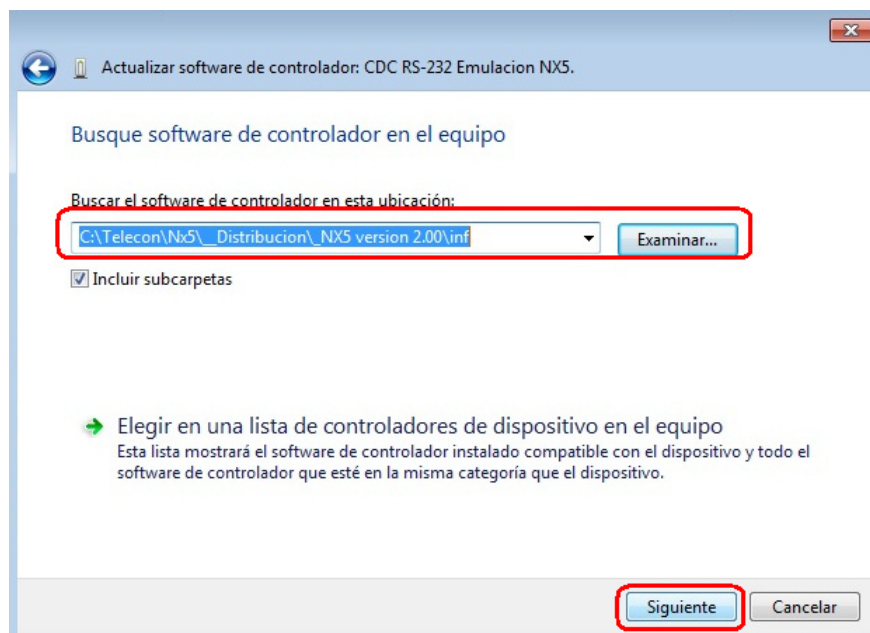 Actualizar software de controlador: CDC RS-232 Emulacion NX5.
Busque software de controlador en el equipo
Buscar el software de controlador en esta ubicación:
C:\Telecon\Nx5\__Distribucion\_NX5 version 2.00\inf
Examinar...
Incluir subcarpetas
Elegir en una lista de controladores de dispositivo en el equipo
Esta lista mostrará el software de controlador instalado compatible con el dispositivo y todo el
software de controlador que esté en la misma categoría que el dispositivo.
Siguiente
Cancelar